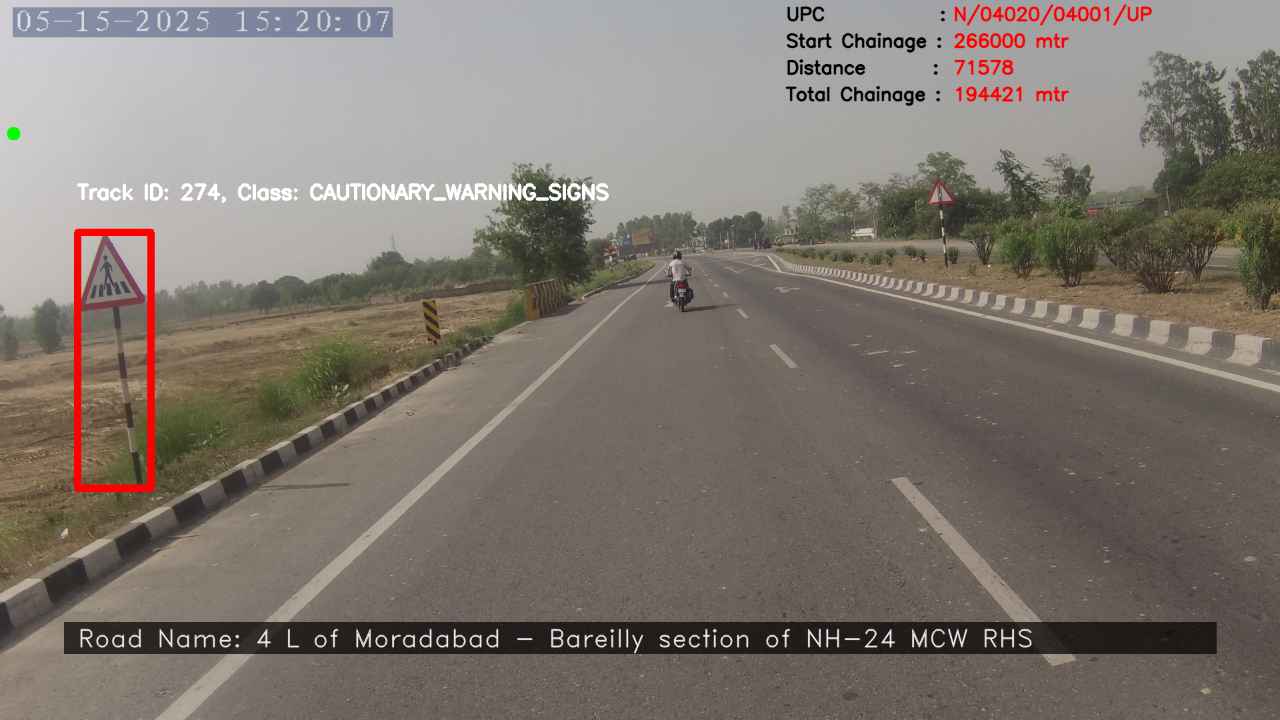 05-15-2025 15:20:07
UPC : N/04020/04001/UP
Start Chainage : 266000 mtr
Distance : 71578
Total Chainage : 194421 mtr
Track ID: 274, Class: CAUTIONARY_WARNING_SIGNS
Road Name: 4 L of Moradabad - Bareilly section of NH-24 MCW RHS